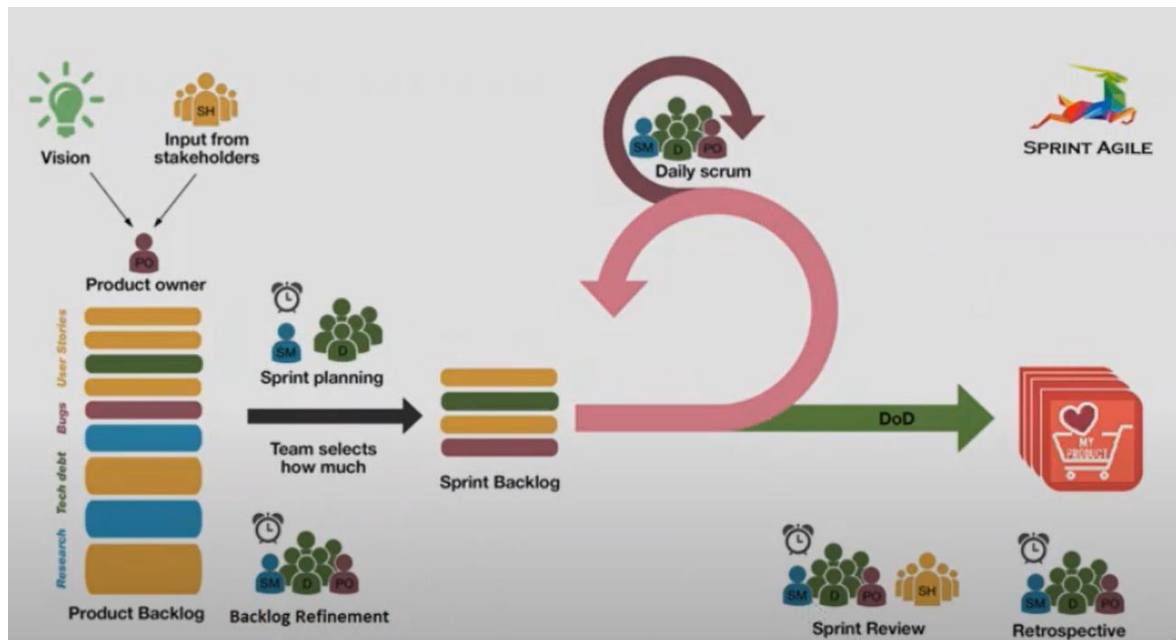 Vision
SH
Input from
stakeholders
PO
Product owner
User Stories
Bugs
Tech debt
Research
Product Backlog
SM
D
Sprint planning
Team selects
how much
SM
D
PO
Backlog Refinement
Sprint Backlog
SM
D
PO
Daily scrum
SPRINT AGILE
DoD
MY
PRODUCT
SM
D
PO
SH
Sprint Review
SM
D
PO
Retrospective